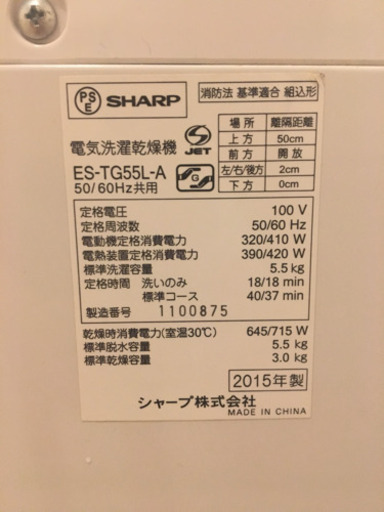 PSE SHARP
消防法 基準適合 組込形
場所 離隔距離
上方 50cm
前方 開放
左/右/後方 2cm
下方 0cm
電気洗濯乾燥機
S JET
ES-TG55L-A
50/60Hz共用
G
定格電圧 100 V
定格周波数 50/60 Hz
電動機定格消費電力 320/410 W
電熱装置定格消費電力 390/420 W
標準洗濯容量 5.5 kg
定格時間 洗いのみ 18/18 min
標準コース 40/37 min
製造番号 1100875
乾燥時消費電力(室温30℃) 645/715 W
標準脱水容量 5.5 kg
標準乾燥容量 3.0 kg
2015年製
シャープ株式会社
MADE IN CHINA